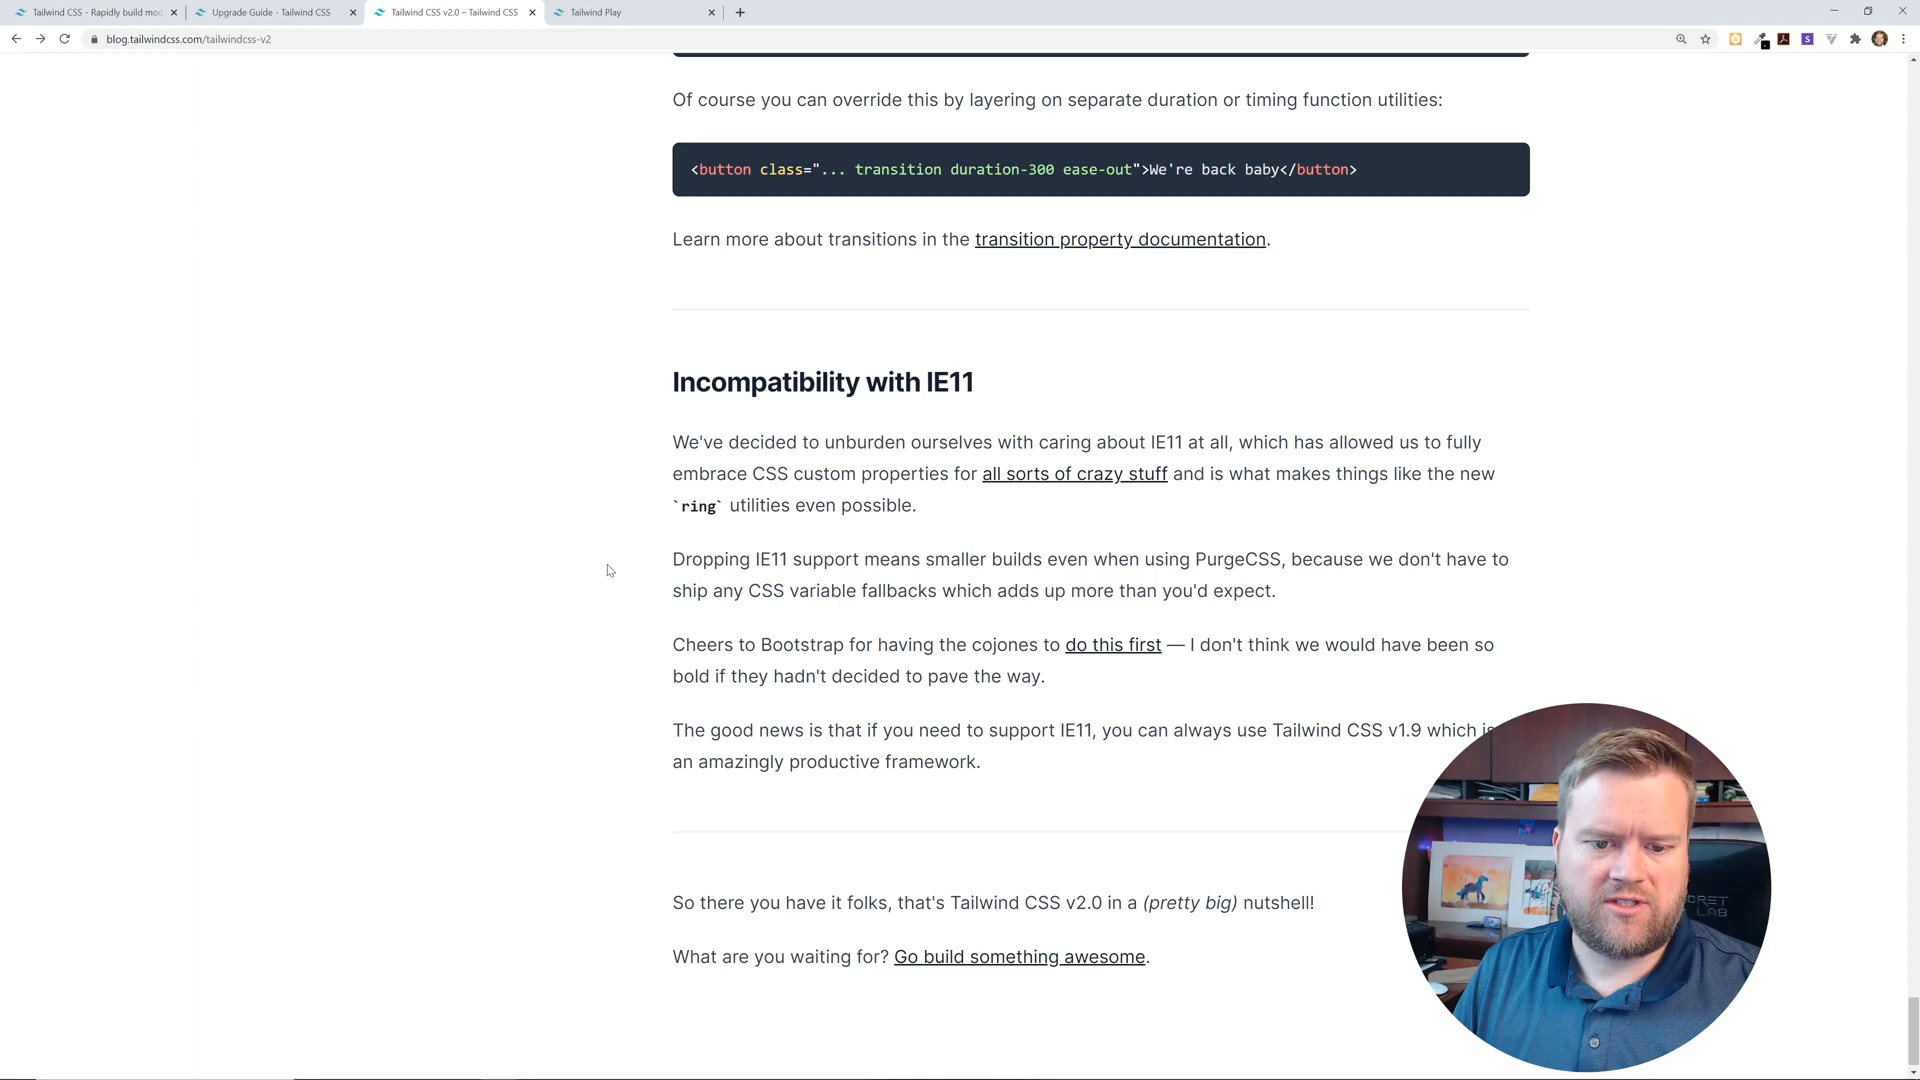 Tailwind CSS - Rapidly build mod
Upgrade Guide - Tailwind CSS
Tailwind CSS v2.0 – Tailwind CSS
Tailwind Play
blog.tailwindcss.com/tailwindcss-v2
Of course you can override this by layering on separate duration or timing function utilities:
<button class="... transition duration-300 ease-out">We're back baby</button>
Learn more about transitions in the transition property documentation.
Incompatibility with IE11
We've decided to unburden ourselves with caring about IE11 at all, which has allowed us to fully
embrace CSS custom properties for all sorts of crazy stuff and is what makes things like the new
`ring` utilities even possible.
Dropping IE11 support means smaller builds even when using PurgeCSS, because we don't have to
ship any CSS variable fallbacks which adds up more than you'd expect.
Cheers to Bootstrap for having the cojones to do this first — I don't think we would have been so
bold if they hadn't decided to pave the way.
The good news is that if you need to support IE11, you can always use Tailwind CSS v1.9 which is
an amazingly productive framework.
So there you have it folks, that's Tailwind CSS v2.0 in a (pretty big) nutshell!
What are you waiting for? Go build something awesome.